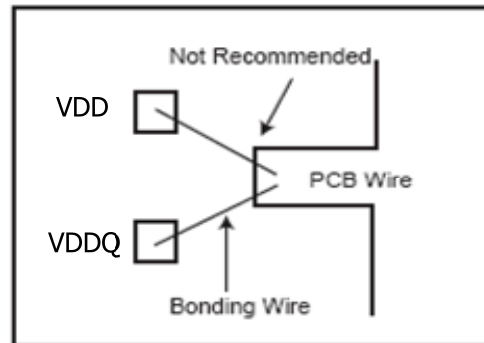 Not Recommended
VDD
PCB Wire
VDDQ
Bonding Wire